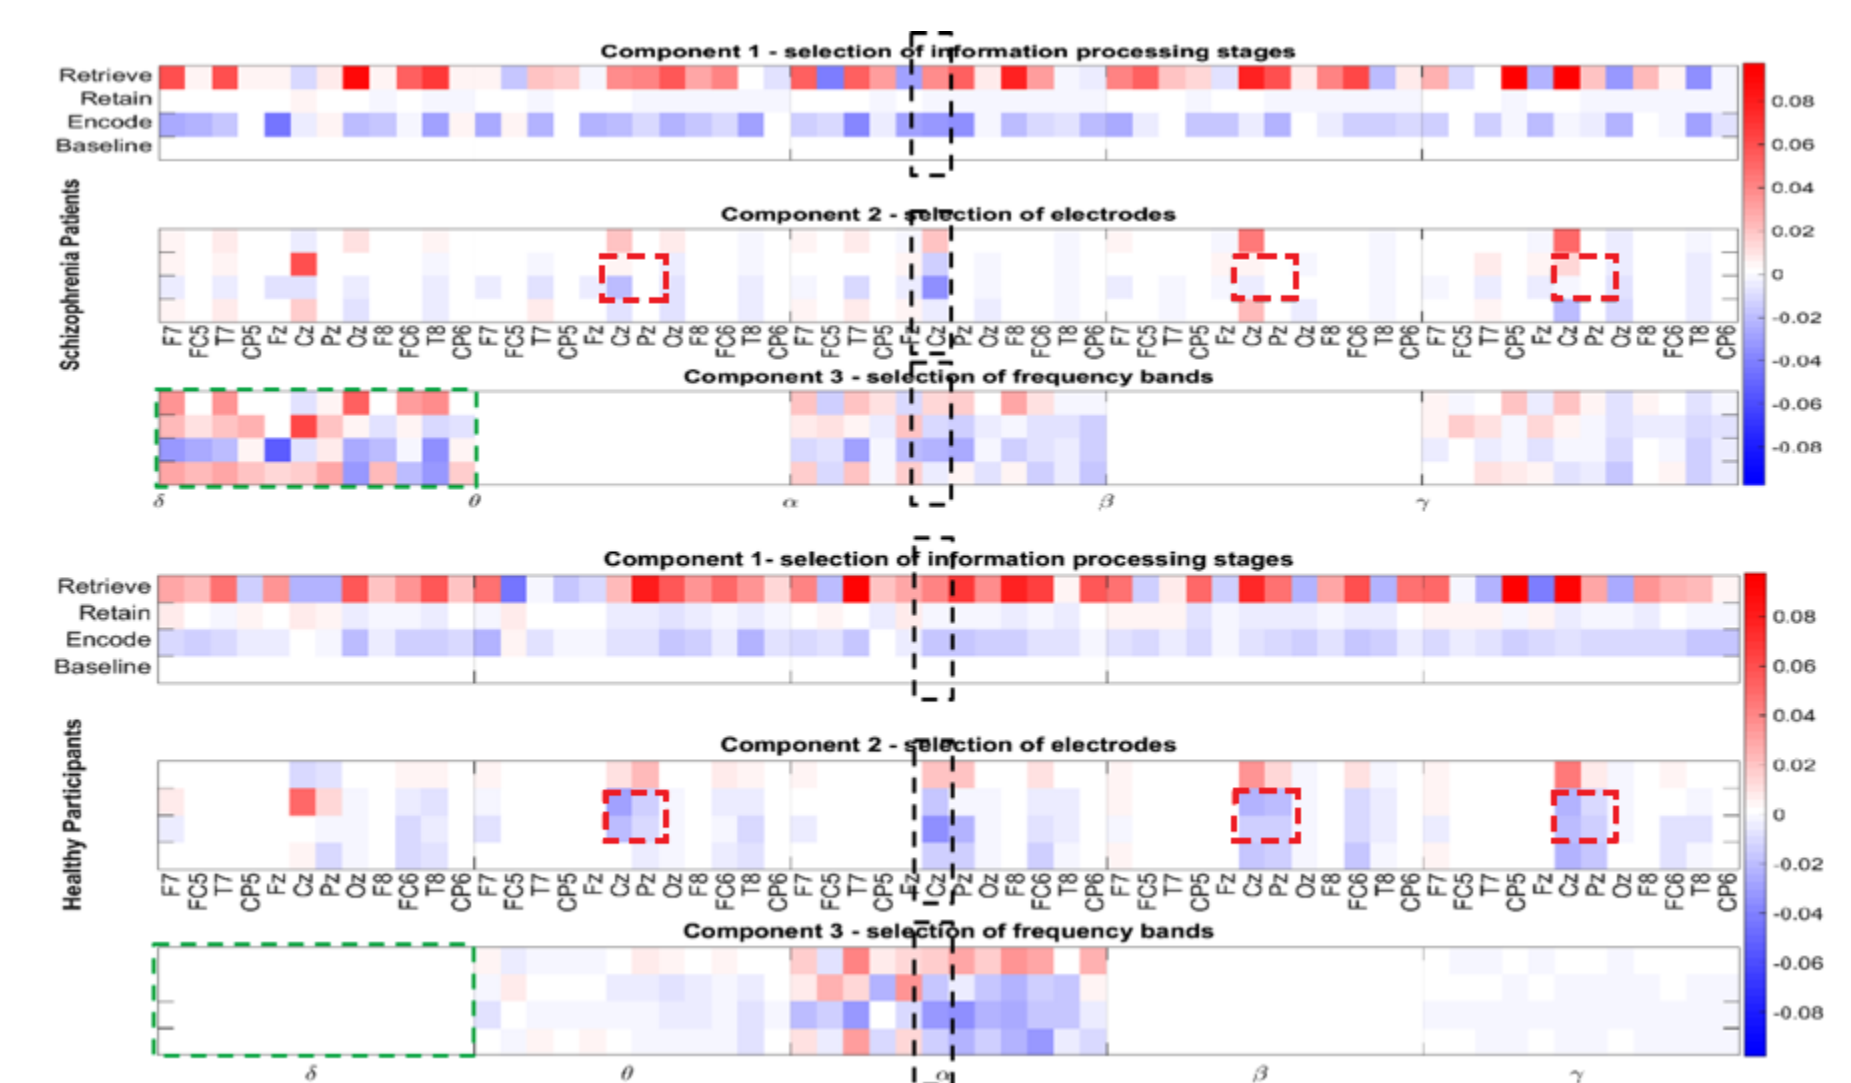 Component 1 - selection of information processing stages
Retrieve
Retain
Encode
Baseline
0.08
0.06
0.04
0.02
0
-0.02
-0.04
-0.06
-0.08
Schizophrenia Patients
Component 2 - selection of electrodes
F7 FC5 T7 CP5 Fz Cz Pz Oz F8 FC6 T8 CP6 F7 FC5 T7 CP5 Fz Cz Pz Oz F8 FC6 T8 CP6 F7 FC5 T7 CP5 Fz Cz Pz Oz F8 FC6 T8 CP6 F7 FC5 T7 CP5 Fz Cz Pz Oz F8 FC6 T8 CP6 F7 FC5 T7 CP5 Fz Cz Pz Oz F8 FC6 T8 CP6
Component 3 - selection of frequency bands
δ θ α β γ
Component 1- selection of information processing stages
Retrieve
Retain
Encode
Baseline
0.08
0.06
0.04
0.02
0
-0.02
-0.04
-0.06
-0.08
Healthy Participants
Component 2 - selection of electrodes
F7 FC5 T7 CP5 Fz Cz Pz Oz F8 FC6 T8 CP6 F7 FC5 T7 CP5 Fz Cz Pz Oz F8 FC6 T8 CP6 F7 FC5 T7 CP5 Fz Cz Pz Oz F8 FC6 T8 CP6 F7 FC5 T7 CP5 Fz Cz Pz Oz F8 FC6 T8 CP6 F7 FC5 T7 CP5 Fz Cz Pz Oz F8 FC6 T8 CP6
Component 3 - selection of frequency bands
δ θ α β γ